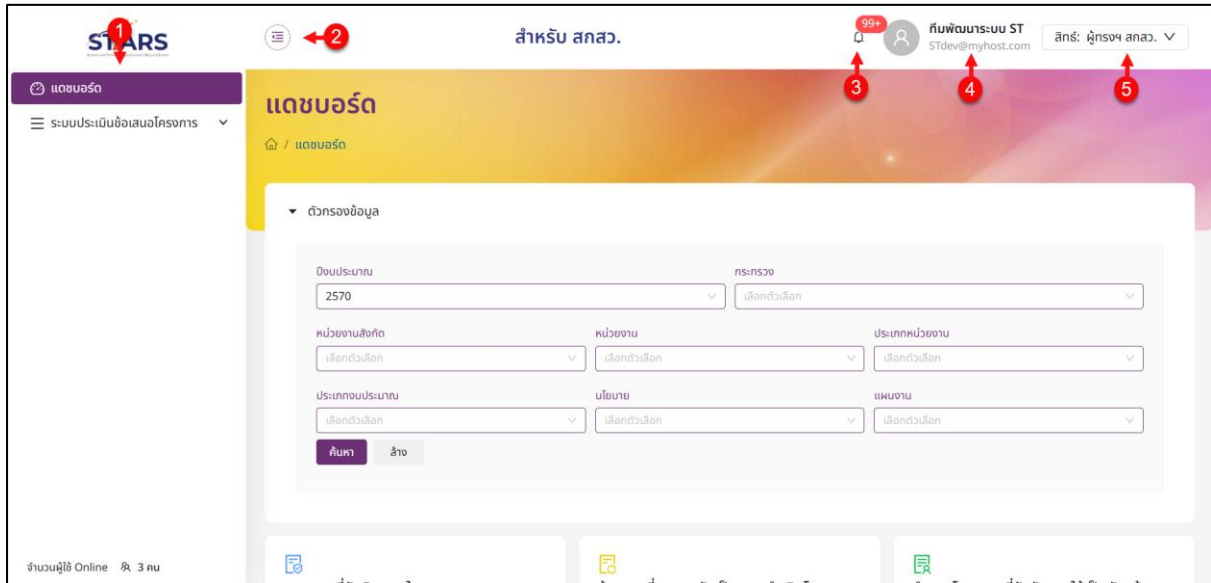 STARS
1
2
สำหรับ สกสว.
99+
ทีมพัฒนาระบบ ST
STdev@myhost.com
สิทธ์: ผู้ทรงฯ สกสว.
3
4
5
แดชบอร์ด
ระบบประเมินข้อเสนอโครงการ
แดชบอร์ด
/ แดชบอร์ด
ตัวกรองข้อมูล
ปีงบประมาณ
กระทรวง
2570
เลือกตัวเลือก
หน่วยงานสังกัด
หน่วยงาน
ประเภทหน่วยงาน
เลือกตัวเลือก
เลือกตัวเลือก
เลือกตัวเลือก
ประเภทงบประมาณ
นโยบาย
แผนงาน
เลือกตัวเลือก
เลือกตัวเลือก
เลือกตัวเลือก
ค้นหา
ล้าง
จำนวนผู้ใช้ Online 3 คน